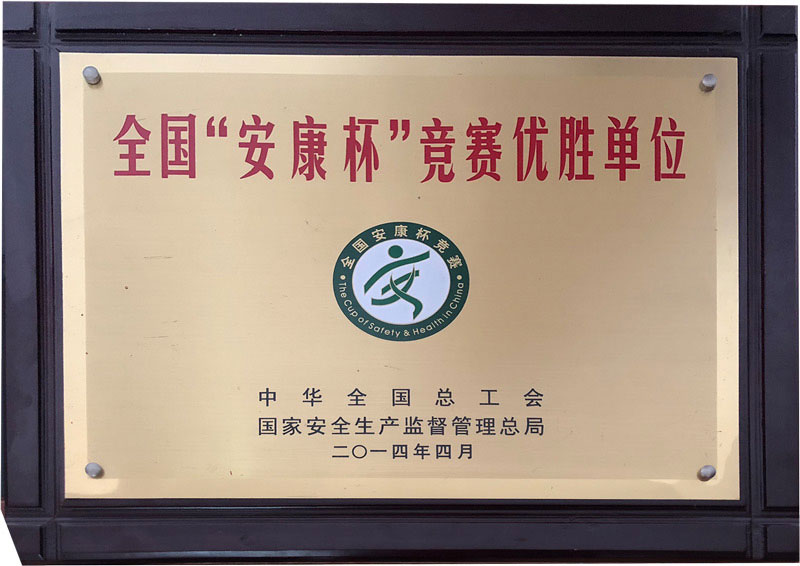 全国“安康杯”竞赛优胜单位
全国安康杯竞赛
The Cup of Safety & Health in China
中华全国总工会
国家安全生产监督管理总局
二〇一四年四月